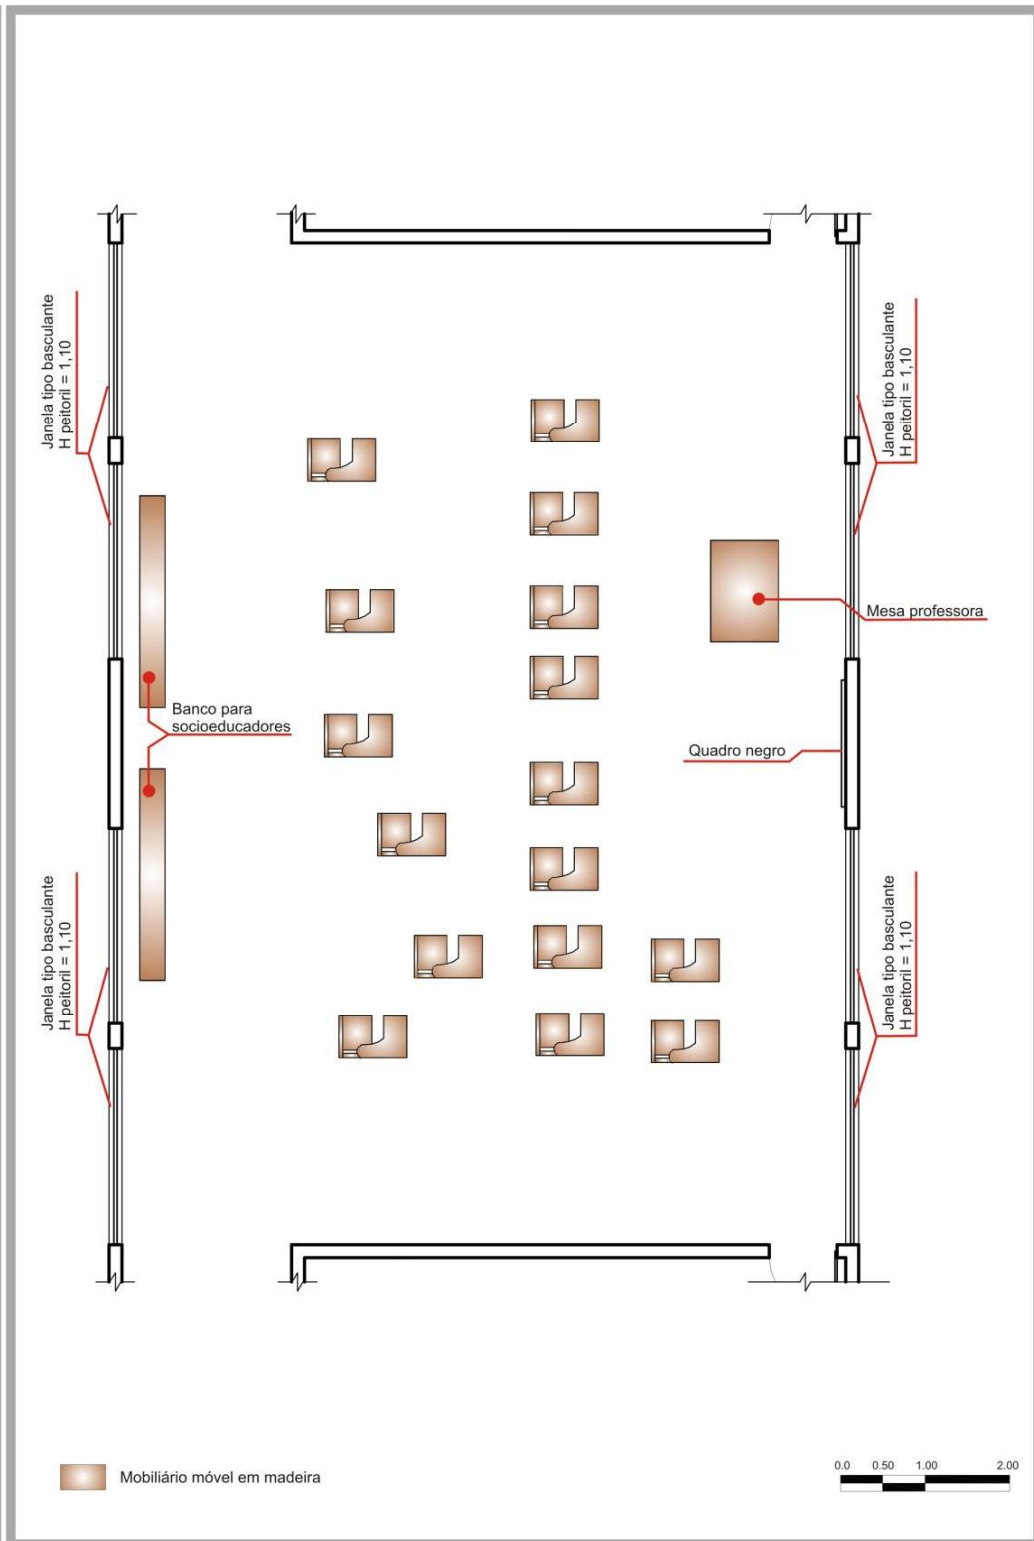 Janela tipo basculante
H peitoril = 1,10
Janela tipo basculante
H peitoril = 1,10
Mesa professora
Banco para
socioeducadores
Quadro negro
Janela tipo basculante
H peitoril = 1,10
Janela tipo basculante
H peitoril = 1,10
Mobiliário móvel em madeira
0.0 0.50 1.00 2.00